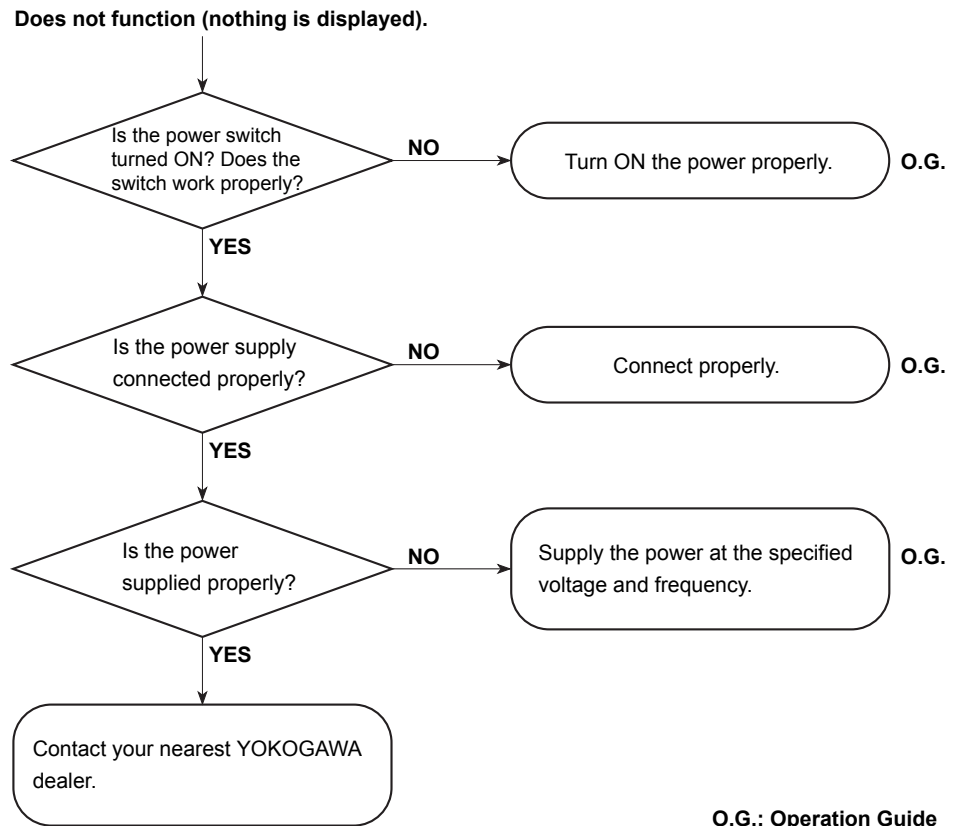 Does not function (nothing is displayed).
Is the power switch
turned ON? Does the
switch work properly?
NO
Turn ON the power properly.
O.G.
YES
Is the power supply
connected properly?
NO
Connect properly.
O.G.
YES
Is the power
supplied properly?
NO
Supply the power at the specified
voltage and frequency.
O.G.
YES
Contact your nearest YOKOGAWA
dealer.
O.G.: Operation Guide